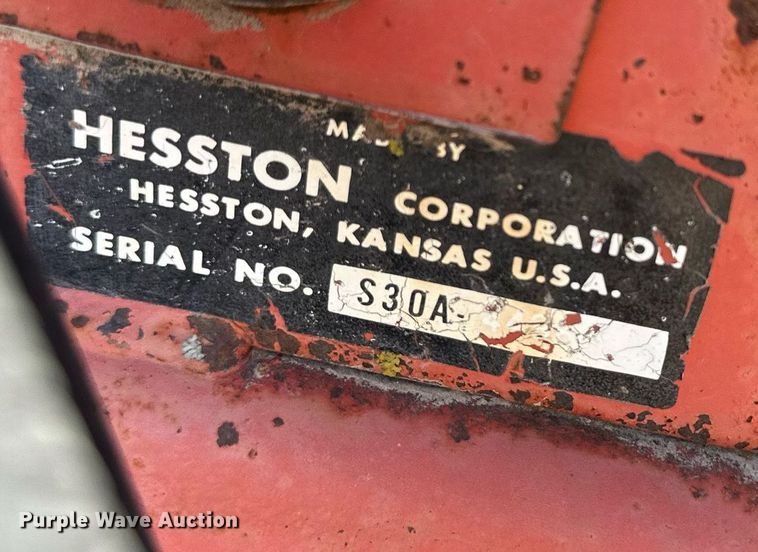 MADE BY
HESSTON CORPORATION
HESSTON, KANSAS U.S.A.
SERIAL NO. S30A-
Purple Wave Auction